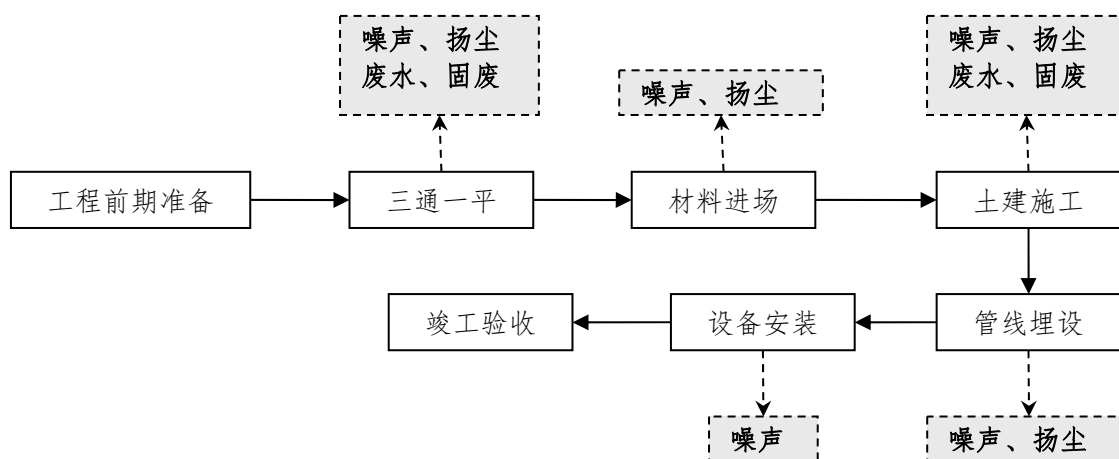 噪声、扬尘
废水、固废
噪声、扬尘
噪声、扬尘
废水、固废
工程前期准备
三通一平
材料进场
土建施工
竣工验收
设备安装
管线埋设
噪声
噪声、扬尘